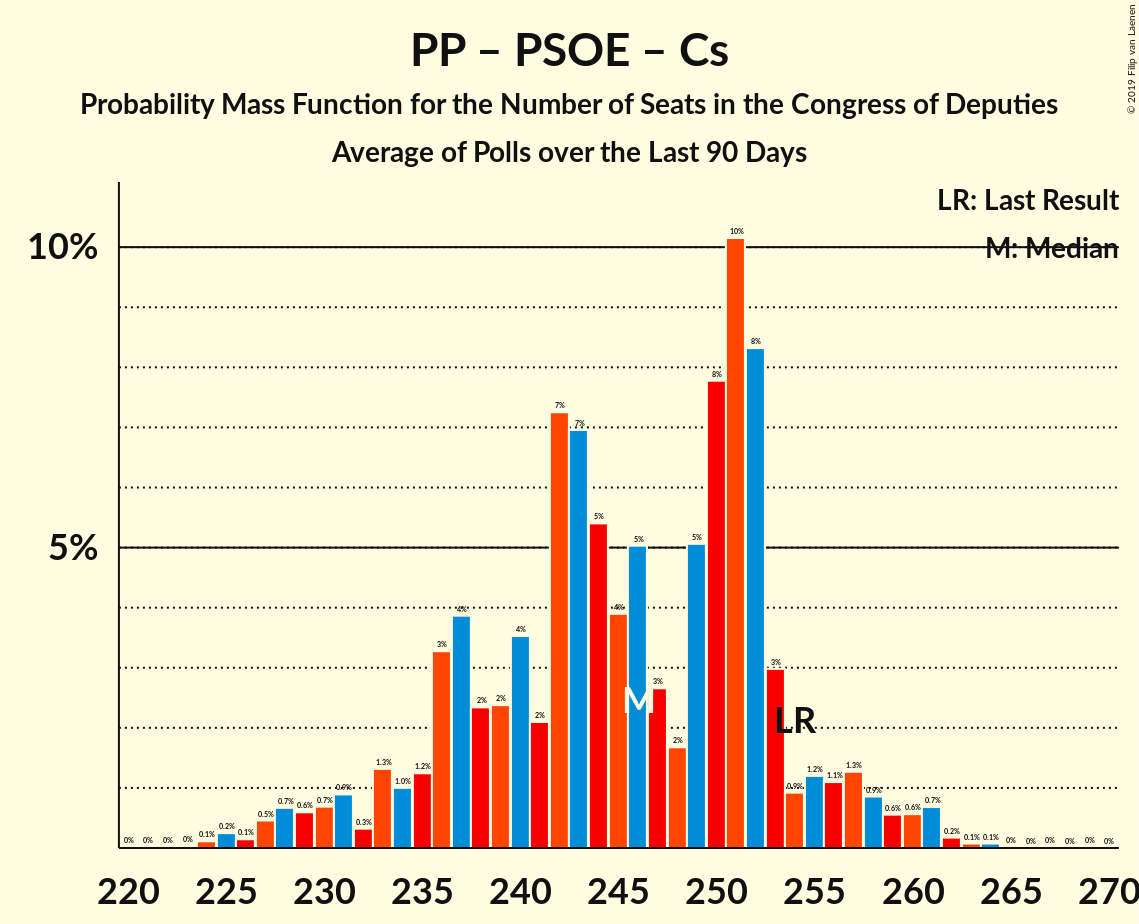 PP – PSOE – Cs
Probability Mass Function for the Number of Seats in the Congress of Deputies
Average of Polls over the Last 90 Days
© 2019 Filip van Laenen
LR: Last Result
M: Median
10%
5%
0% 0% 0% 0% 0.1% 0.2% 0.1% 0.5% 0.7% 0.6% 0.7% 0.9% 0.3% 1.3% 1.0% 1.2% 3% 4% 2% 2% 4% 2% 7% 7% 5% 4% 5% 3% 2% 5% 8% 10% 8% 3% 0.9% 1.2% 1.1% 1.3% 0.9% 0.6% 0.6% 0.7% 0.2% 0.1% 0.1% 0% 0% 0% 0% 0% 0%
M
LR
220 225 230 235 240 245 250 255 260 265 270